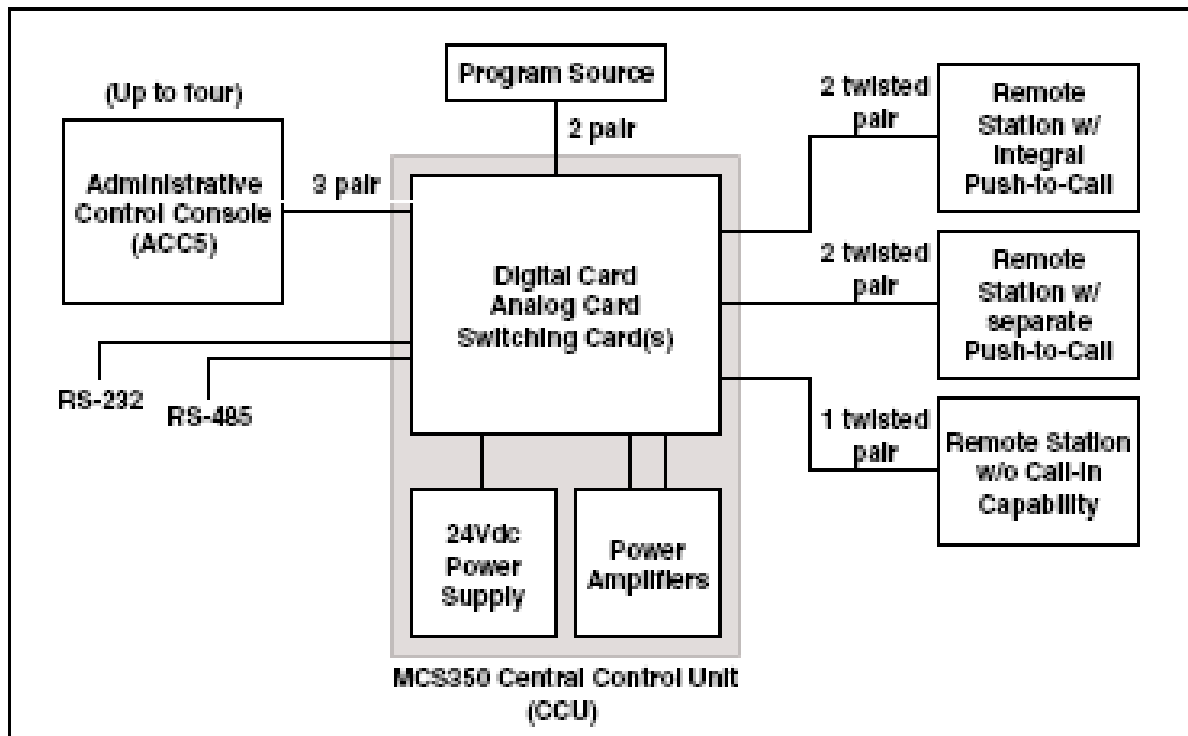 Program Source
2 pair
(Up to four)
Administrative
Control Console
(ACC5)
3 pair
RS-232
RS-485
Digital Card
Analog Card
Switching Card(s)
24Vdc
Power
Supply
Power
Amplifiers
MCS350 Central Control Unit
(CCU)
2 twisted
pair
Remote
Station w/
Integral
Push-to-Call
2 twisted
pair
Remote
Station w/
separate
Push-to-Call
1 twisted
pair
Remote Station
w/o Call-in
Capability